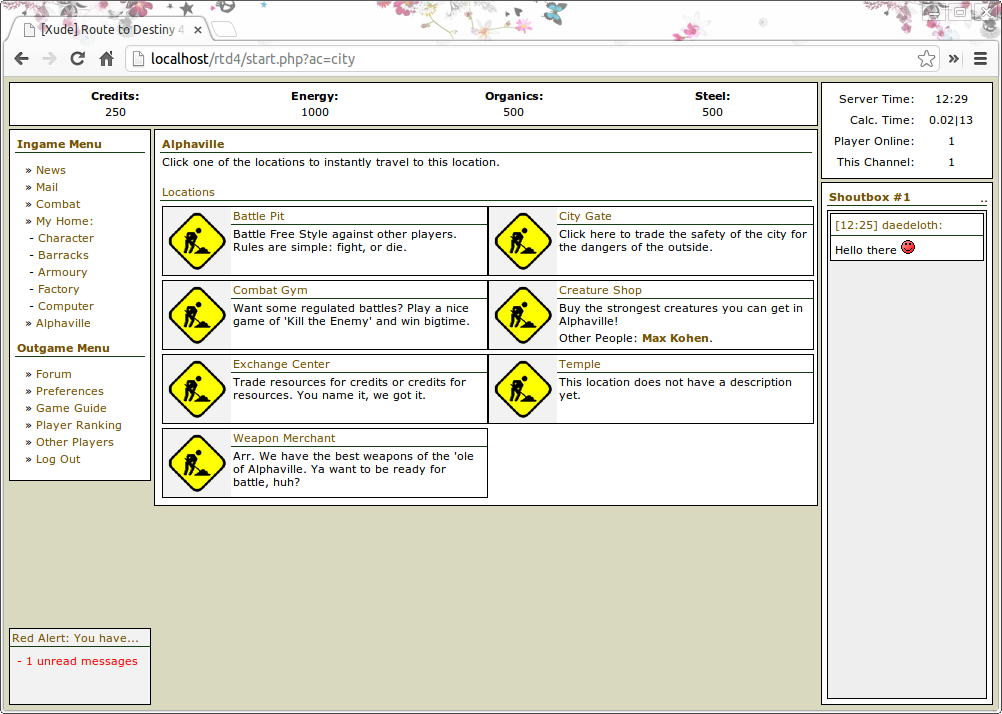 [Xude] Route to Destiny 4
localhost/rtd4/start.php?ac=city
Credits: Energy: Organics: Steel:
250 1000 500 500
Server Time: 12:29
Calc. Time: 0.02|13
Player Online: 1
This Channel: 1
Ingame Menu
» News
» Mail
» Combat
» My Home:
- Character
- Barracks
- Armoury
- Factory
- Computer
» Alphaville
Outgame Menu
» Forum
» Preferences
» Game Guide
» Player Ranking
» Other Players
» Log Out
Red Alert: You have...
- 1 unread messages
Alphaville
Click one of the locations to instantly travel to this location.
Locations
Battle Pit
Battle Free Style against other players.
Rules are simple: fight, or die.
City Gate
Click here to trade the safety of the city for
the dangers of the outside.
Combat Gym
Want some regulated battles? Play a nice
game of 'Kill the Enemy' and win bigtime.
Creature Shop
Buy the strongest creatures you can get in
Alphaville!
Other People: Max Kohen.
Exchange Center
Trade resources for credits or credits for
resources. You name it, we got it.
Temple
This location does not have a description
yet.
Weapon Merchant
Arr. We have the best weapons of the 'ole
of Alphaville. Ya want to be ready for
battle, huh?
Shoutbox #1 ..
[12:25] daedeloth:
Hello there